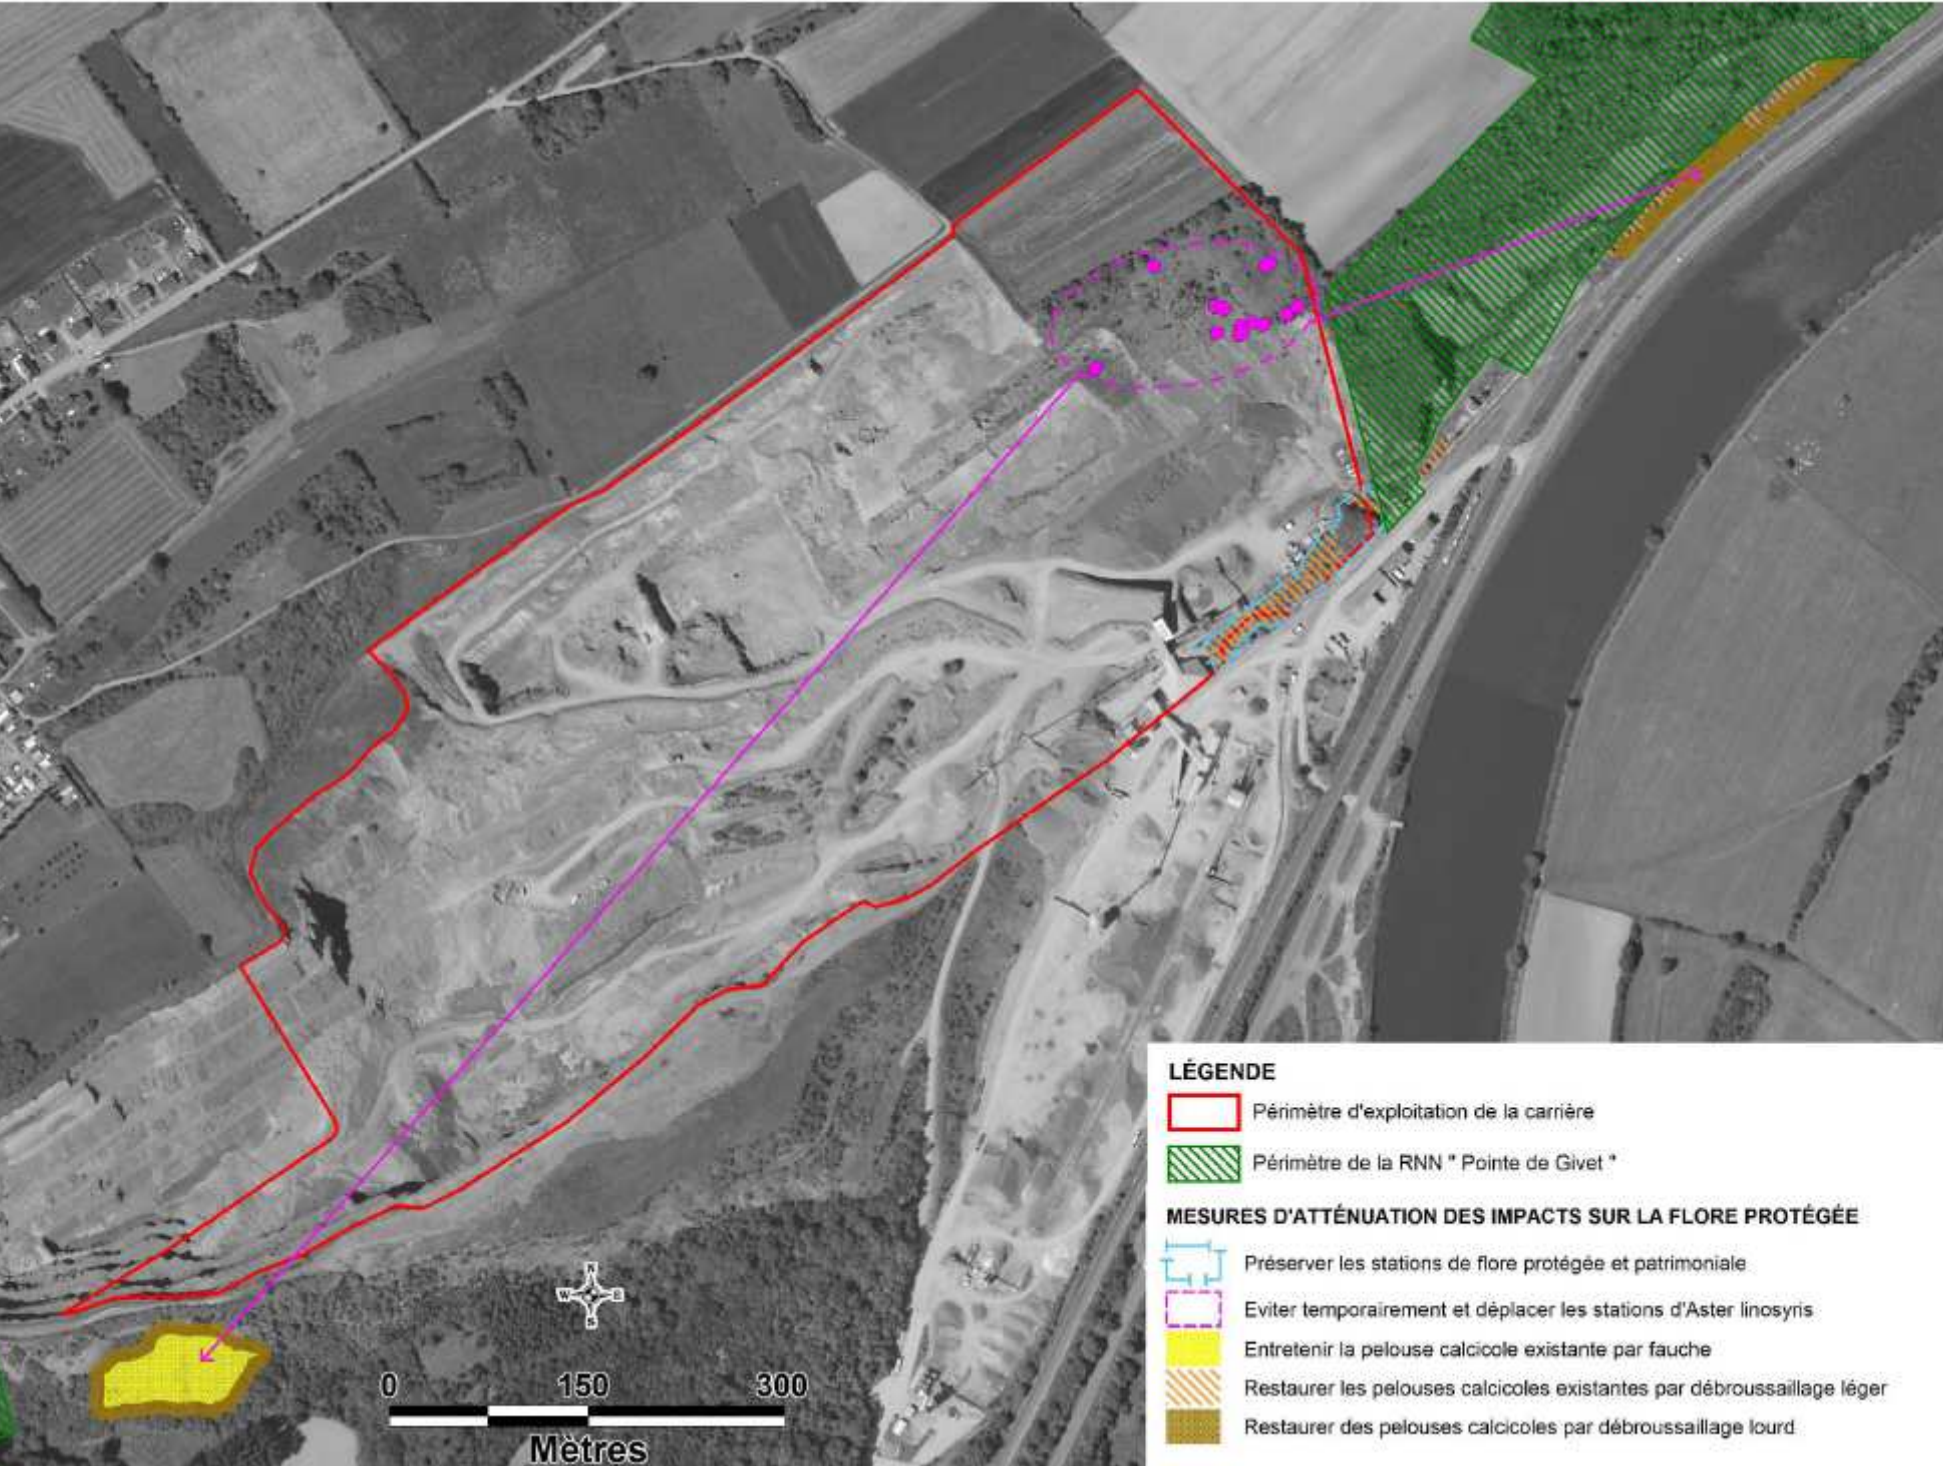 LÉGENDE
Périmètre d'exploitation de la carrière
Périmètre de la RNN " Pointe de Givet "
MESURES D'ATTÉNUATION DES IMPACTS SUR LA FLORE PROTÉGÉE
Préserver les stations de flore protégée et patrimoniale
Eviter temporairement et déplacer les stations d'Aster linosyris
Entretenir la pelouse calcicole existante par fauche
Restaurer les pelouses calcicoles existantes par débroussaillage léger
Restaurer des pelouses calcicoles par débroussaillage lourd
N
W E
S
0 150 300
Mètres